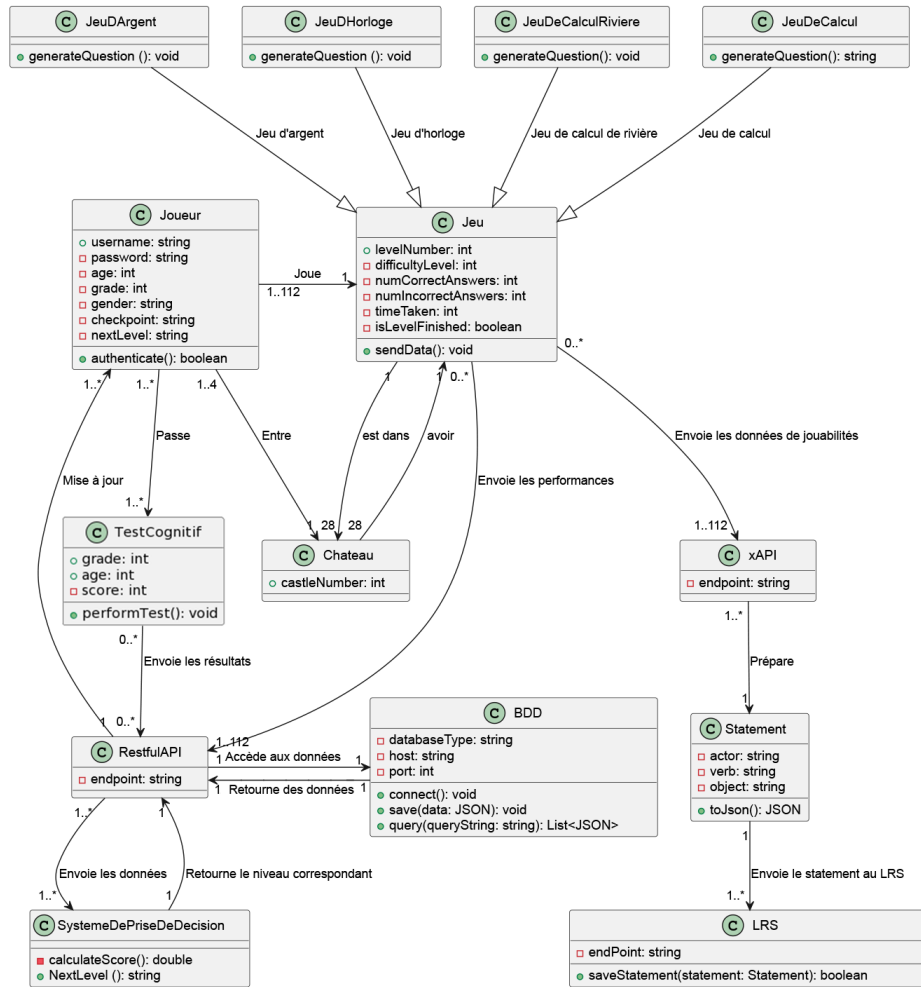 C JeuDArgent
generateQuestion (): void
C JeuDHorloge
generateQuestion (): void
C JeuDeCalculRiviere
generateQuestion(): void
C JeuDeCalcul
generateQuestion(): string
Jeu d'argent
Jeu d'horloge
Jeu de calcul de rivière
Jeu de calcul
C Joueur
username: string
password: string
age: int
grade: int
gender: string
checkpoint: string
nextLevel: string
authenticate(): boolean
Joue
1..112
1
C Jeu
levelNumber: int
difficultyLevel: int
numCorrectAnswers: int
numIncorrectAnswers: int
timeTaken: int
isLevelFinished: boolean
sendData(): void
0..*
1..*
1..*
1..4
1
1
0..*
Passe
Entre
est dans
avoir
Envoie les données de jouabilités
Mise à jour
Envoie les performances
1..*
1
28
28
1..112
C TestCognitif
grade: int
age: int
score: int
performTest(): void
C Chateau
castleNumber: int
C xAPI
endpoint: string
0..*
1..*
Envoie les résultats
Prépare
1
0..*
1..112
1
C RestfulAPI
endpoint: string
1
Accède aux données
1
1
Retourne des données
1
C BDD
databaseType: string
host: string
port: int
connect(): void
save(data: JSON): void
query(queryString: string): List<JSON>
C Statement
actor: string
verb: string
object: string
toJson(): JSON
1..*
1
1
Envoie les données
Retourne le niveau correspondant
Envoie le statement au LRS
1..*
1
1..*
C SystemeDePriseDeDecision
calculateScore(): double
NextLevel (): string
C LRS
endPoint: string
saveStatement(statement: Statement): boolean